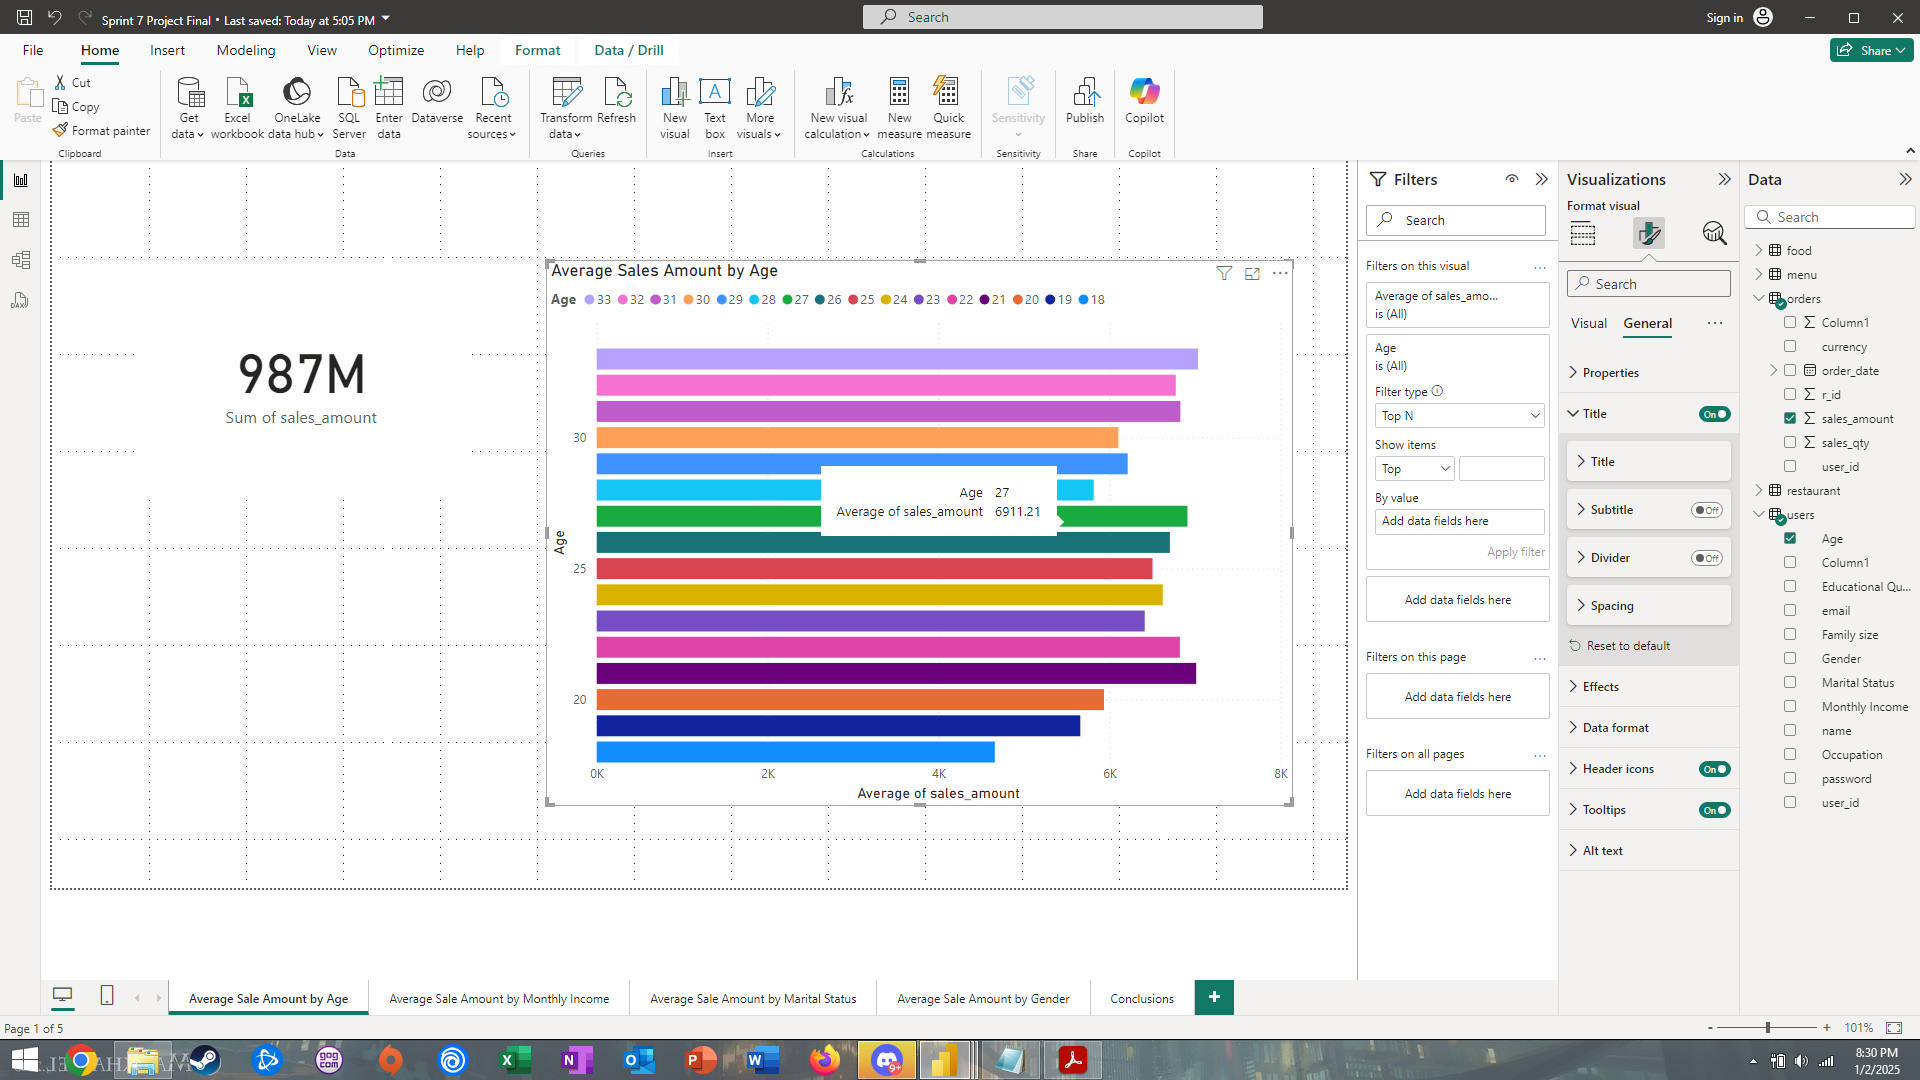 Sprint 7 Project Final • Last saved: Today at 5:05 PM
Search
Sign in
File Home Insert Modeling View Optimize Help Format Data / Drill
Share
Paste
Cut
Copy
Format painter
Clipboard
Get data
Excel workbook
OneLake data hub
SQL Server
Enter data
Dataverse
Recent sources
Data
Transform data
Refresh
Queries
New visual
Text box
More visuals
Insert
New visual calculation
New measure
Quick measure
Calculations
Sensitivity
Sensitivity
Publish
Share
Copilot
Copilot
987M
Sum of sales_amount
Average Sales Amount by Age
Age 33 32 31 30 29 28 27 26 25 24 23 22 21 20 19 18
Age
30
25
20
Age 27
Average of sales_amount 6911.21
0K 2K 4K 6K 8K
Average of sales_amount
Filters
Search
Filters on this visual ...
Average of sales_amo...
is (All)
Age
is (All)
Filter type
Top N
Show items
Top
By value
Add data fields here
Apply filter
Add data fields here
Filters on this page ...
Add data fields here
Filters on all pages ...
Add data fields here
Visualizations
Format visual
Search
Visual General ...
Properties
Title On
Title
Subtitle Off
Divider Off
Spacing
Reset to default
Effects
Data format
Header icons On
Tooltips On
Alt text
Data
Search
food
menu
orders
Column1
currency
order_date
r_id
sales_amount
sales_qty
user_id
restaurant
users
Age
Column1
Educational Qu...
email
Family size
Gender
Marital Status
Monthly Income
name
Occupation
password
user_id
Average Sale Amount by Age
Average Sale Amount by Monthly Income
Average Sale Amount by Marital Status
Average Sale Amount by Gender
Conclusions
+
Page 1 of 5
- + 101%
gog com
9+
8:30 PM
1/2/2025